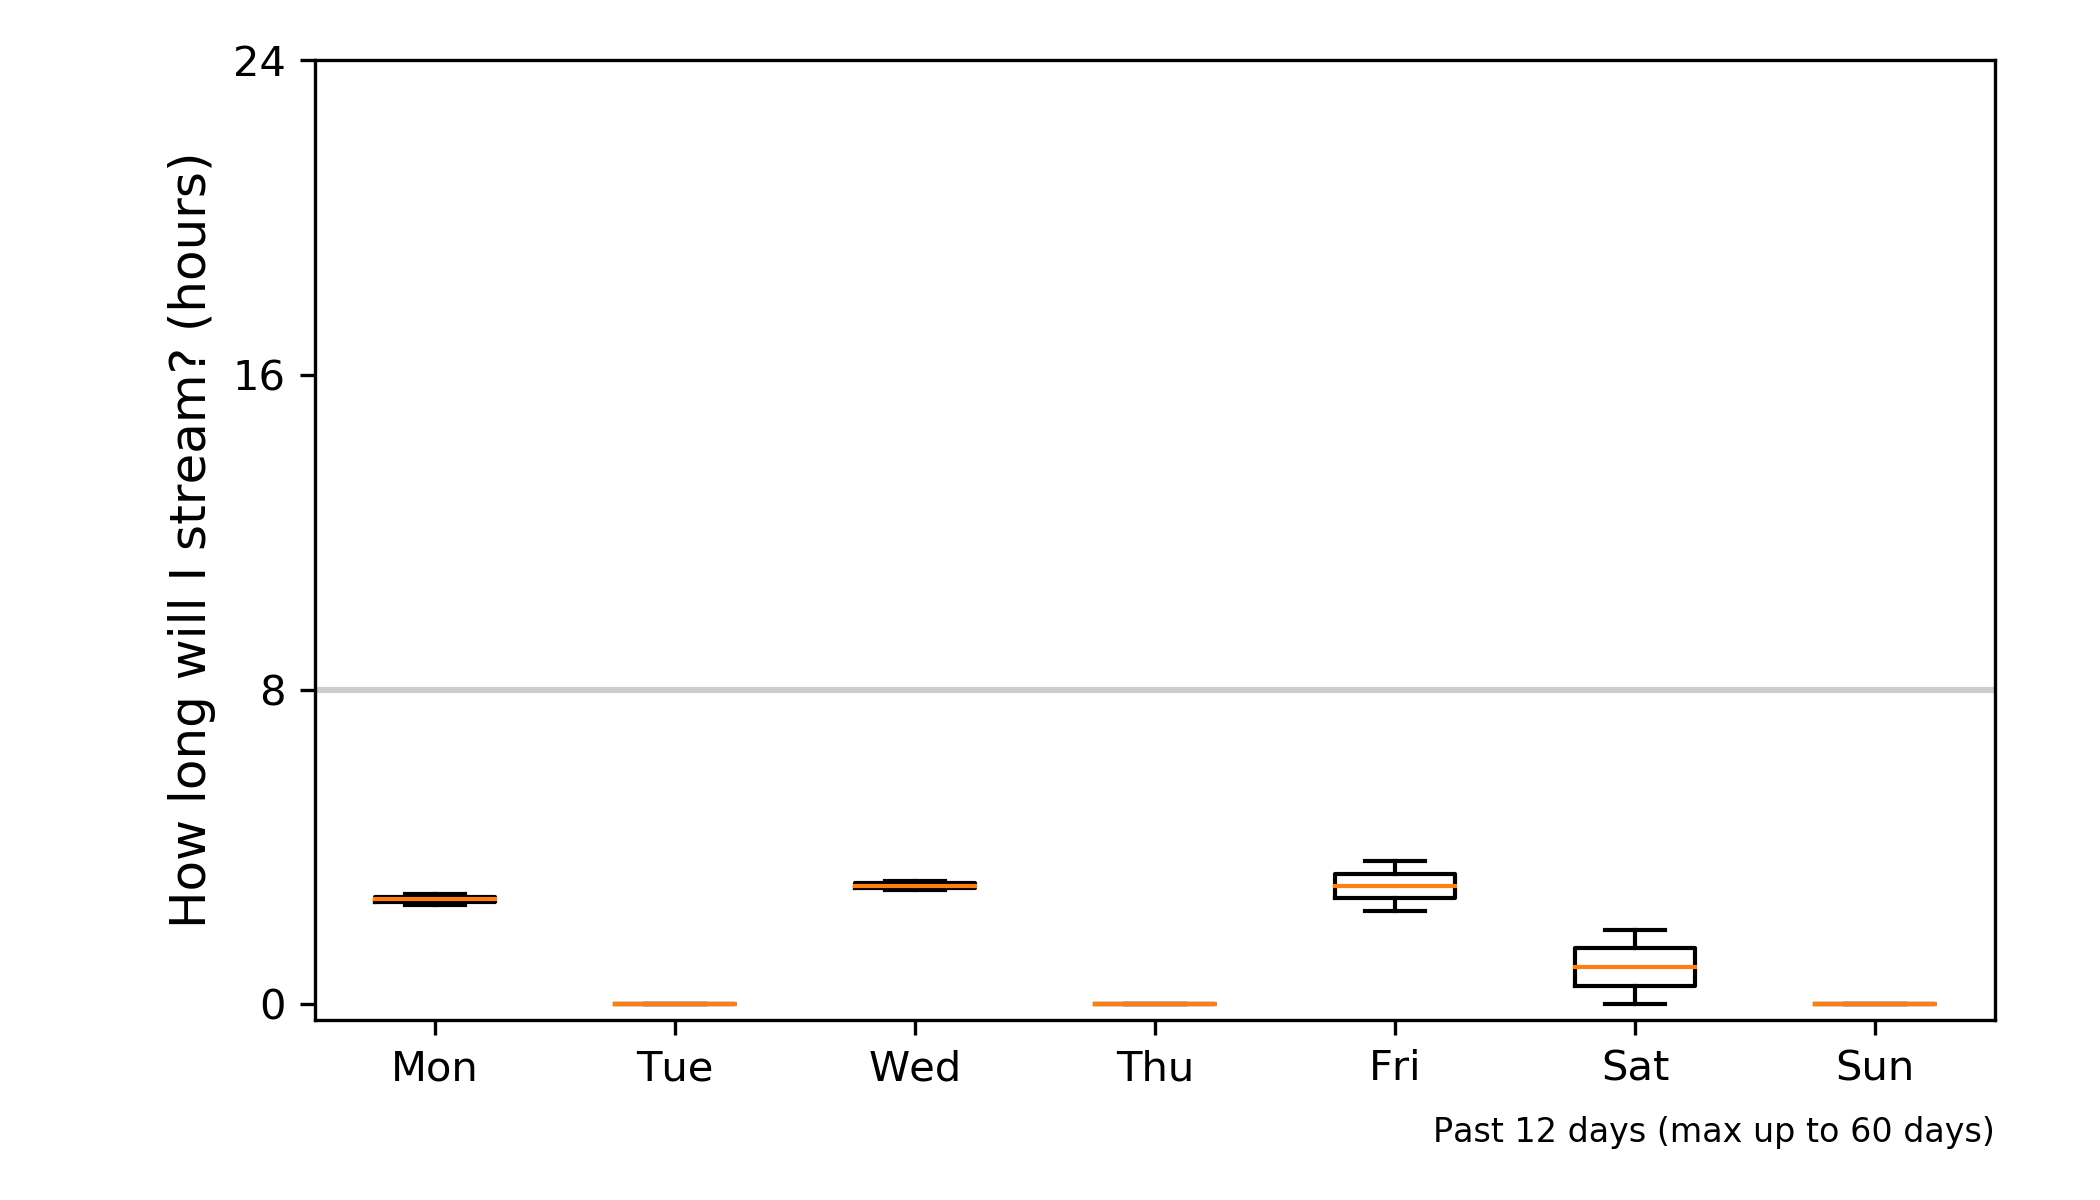 How long will I stream? (hours)
24
16
8
0
Mon Tue Wed Thu Fri Sat Sun
Past 12 days (max up to 60 days)